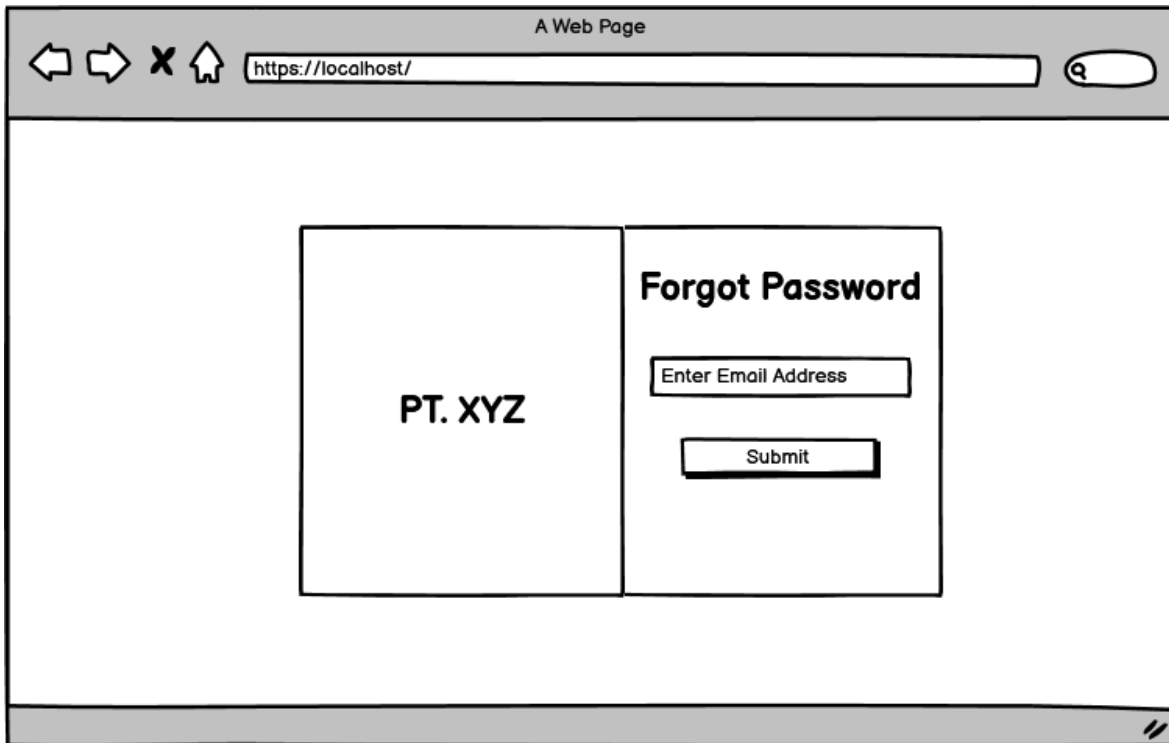 A Web Page
https://localhost/
PT. XYZ
Forgot Password
Enter Email Address
Submit